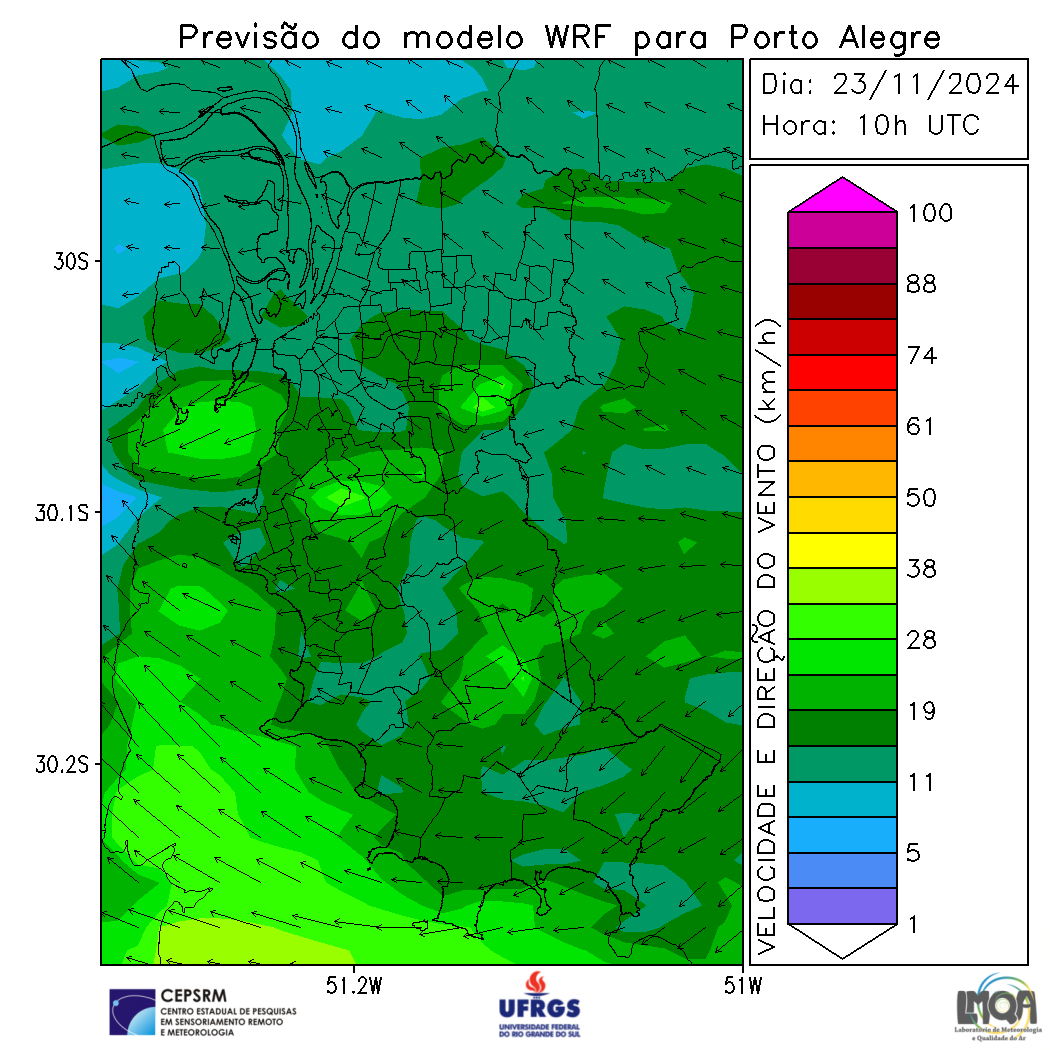 Previsão do modelo WRF para Porto Alegre
Dia: 23/11/2024
Hora: 10h UTC
30S
30.1S
30.2S
51.2W
51W
VELOCIDADE E DIREÇÃO DO VENTO (km/h)
100
88
74
61
50
38
28
19
11
5
1
CEPSRM
CENTRO ESTADUAL DE PESQUISAS
EM SENSORIAMENTO REMOTO
E METEOROLOGIA
UFRGS
UNIVERSIDADE FEDERAL
DO RIO GRANDE DO SUL
LMQA
Laboratório de Meteorologia
e Qualidade do Ar